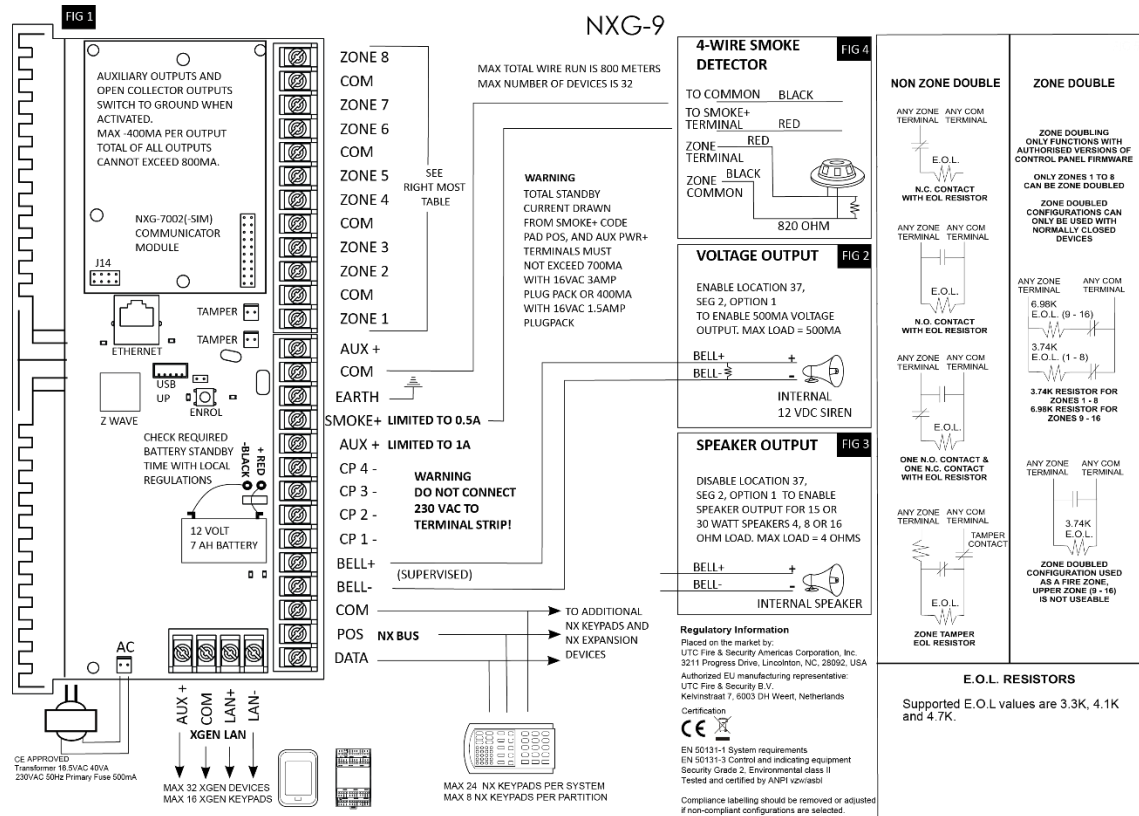 FIG 1
NXG-9
AUXILIARY OUTPUTS AND
OPEN COLLECTOR OUTPUTS
SWITCH TO GROUND WHEN
ACTIVATED.
MAX -400MA PER OUTPUT
TOTAL OF ALL OUTPUTS
CANNOT EXCEED 800MA.
NXG-7002(-SIM)
COMMUNICATOR
MODULE
J14
ETHERNET
TAMPER
TAMPER
USB
UP
ENROL
Z WAVE
CHECK REQUIRED
BATTERY STANDBY
TIME WITH LOCAL
REGULATIONS
-BLACK
+ RED
12 VOLT
7 AH BATTERY
AC
CE APPROVED
Transformer 16.5VAC 40VA
230VAC 50Hz Primary Fuse 500mA
AUX +
COM
LAN+
LAN-
XGEN LAN
MAX 32 XGEN DEVICES
MAX 16 XGEN KEYPADS
ZONE 8
COM
ZONE 7
ZONE 6
COM
ZONE 5
ZONE 4
COM
ZONE 3
ZONE 2
COM
ZONE 1
AUX +
COM
EARTH
SMOKE+ LIMITED TO 0.5A
AUX + LIMITED TO 1A
CP 4 -
CP 3 -
CP 2 -
CP 1 -
BELL+
BELL-
(SUPERVISED)
COM
POS NX BUS
DATA
SEE
RIGHT MOST
TABLE
MAX TOTAL WIRE RUN IS 800 METERS
MAX NUMBER OF DEVICES IS 32
WARNING
TOTAL STANDBY
CURRENT DRAWN
FROM SMOKE+ CODE
PAD POS, AND AUX PWR+
TERMINALS MUST
NOT EXCEED 700MA
WITH 16VAC 3AMP
PLUG PACK OR 400MA
WITH 16VAC 1.5AMP
PLUGPACK
WARNING
DO NOT CONNECT
230 VAC TO
TERMINAL STRIP!
TO ADDITIONAL
NX KEYPADS AND
NX EXPANSION
DEVICES
MAX 24 NX KEYPADS PER SYSTEM
MAX 8 NX KEYPADS PER PARTITION
4-WIRE SMOKE
DETECTOR
FIG 4
TO COMMON BLACK
TO SMOKE+
TERMINAL RED
ZONE RED
TERMINAL
ZONE BLACK
COMMON
820 OHM
VOLTAGE OUTPUT
FIG 2
ENABLE LOCATION 37,
SEG 2, OPTION 1
TO ENABLE 500MA VOLTAGE
OUTPUT. MAX LOAD = 500MA
BELL+ +
BELL- -
INTERNAL
12 VDC SIREN
SPEAKER OUTPUT
FIG 3
DISABLE LOCATION 37,
SEG 2, OPTION 1 TO ENABLE
SPEAKER OUTPUT FOR 15 OR
30 WATT SPEAKERS 4, 8 OR 16
OHM LOAD. MAX LOAD = 4 OHMS
BELL+ +
BELL- -
INTERNAL SPEAKER
Regulatory Information
Placed on the market by:
UTC Fire & Security Americas Corporation, Inc.
3211 Progress Drive, Lincolnton, NC, 28092. USA
Authorized EU manufacturing representative:
UTC Fire & Security B.V.
Kelvinstraat 7, 6003 DH Weert, Netherlands
Certification
CE
EN 50131-1 System requirements
EN 50131-3 Control and indicating equipment
Security Grade 2, Environmental class II
Tested and certified by ANPI vzw/asbl
Compliance labelling should be removed or adjusted
if non-compliant configurations are selected.
NON ZONE DOUBLE
ANY ZONE ANY COM
TERMINAL TERMINAL
E.O.L.
N.C. CONTACT
WITH EOL RESISTOR
ANY ZONE ANY COM
TERMINAL TERMINAL
E.O.L.
N.O. CONTACT
WITH EOL RESISTOR
ANY ZONE ANY COM
TERMINAL TERMINAL
E.O.L.
ONE N.O. CONTACT &
ONE N.C. CONTACT
WITH EOL RESISTOR
ANY ZONE ANY COM
TERMINAL TERMINAL
TAMPER
CONTACT
E.O.L.
ZONE TAMPER
EOL RESISTOR
ZONE DOUBLE
ZONE DOUBLING
ONLY FUNCTIONS WITH
AUTHORISED VERSIONS OF
CONTROL PANEL FIRMWARE
ONLY ZONES 1 TO 8
CAN BE ZONE DOUBLED
ZONE DOUBLED
CONFIGURATIONS CAN
ONLY BE USED WITH
NORMALLY CLOSED
DEVICES
ANY ZONE ANY COM
TERMINAL TERMINAL
6.98K
E.O.L. (9 - 16)
3.74K
E.O.L. (1 - 8)
3.74K RESISTOR FOR
ZONES 1 - 8
6.98K RESISTOR FOR
ZONES 9 - 16
ANY ZONE ANY COM
TERMINAL TERMINAL
3.74K
E.O.L.
ZONE DOUBLED
CONFIGURATION USED
AS A FIRE ZONE,
UPPER ZONE (9 - 16)
IS NOT USEABLE
E.O.L. RESISTORS
Supported E.O.L values are 3.3K, 4.1K
and 4.7K.